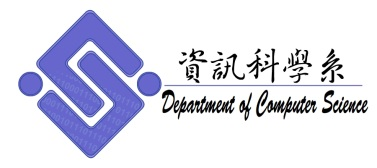 資訊科學系
Department of Computer Science